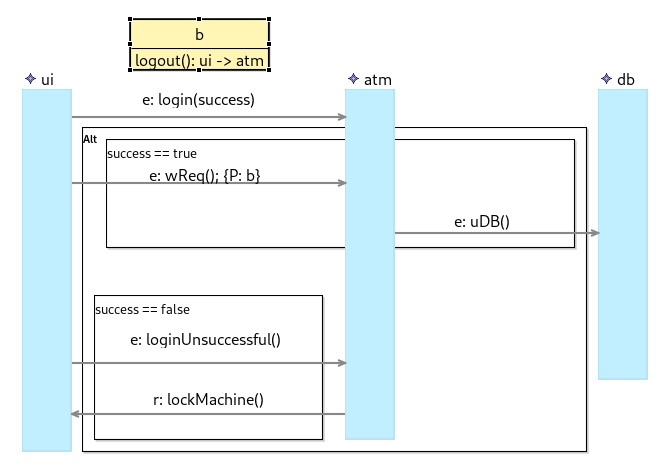 b
logout(): ui -> atm
ui
atm
db
e: login(success)
Alt
success == true
e: wReq(); {P: b}
e: uDB()
success == false
e: loginUnsuccessful()
r: lockMachine()